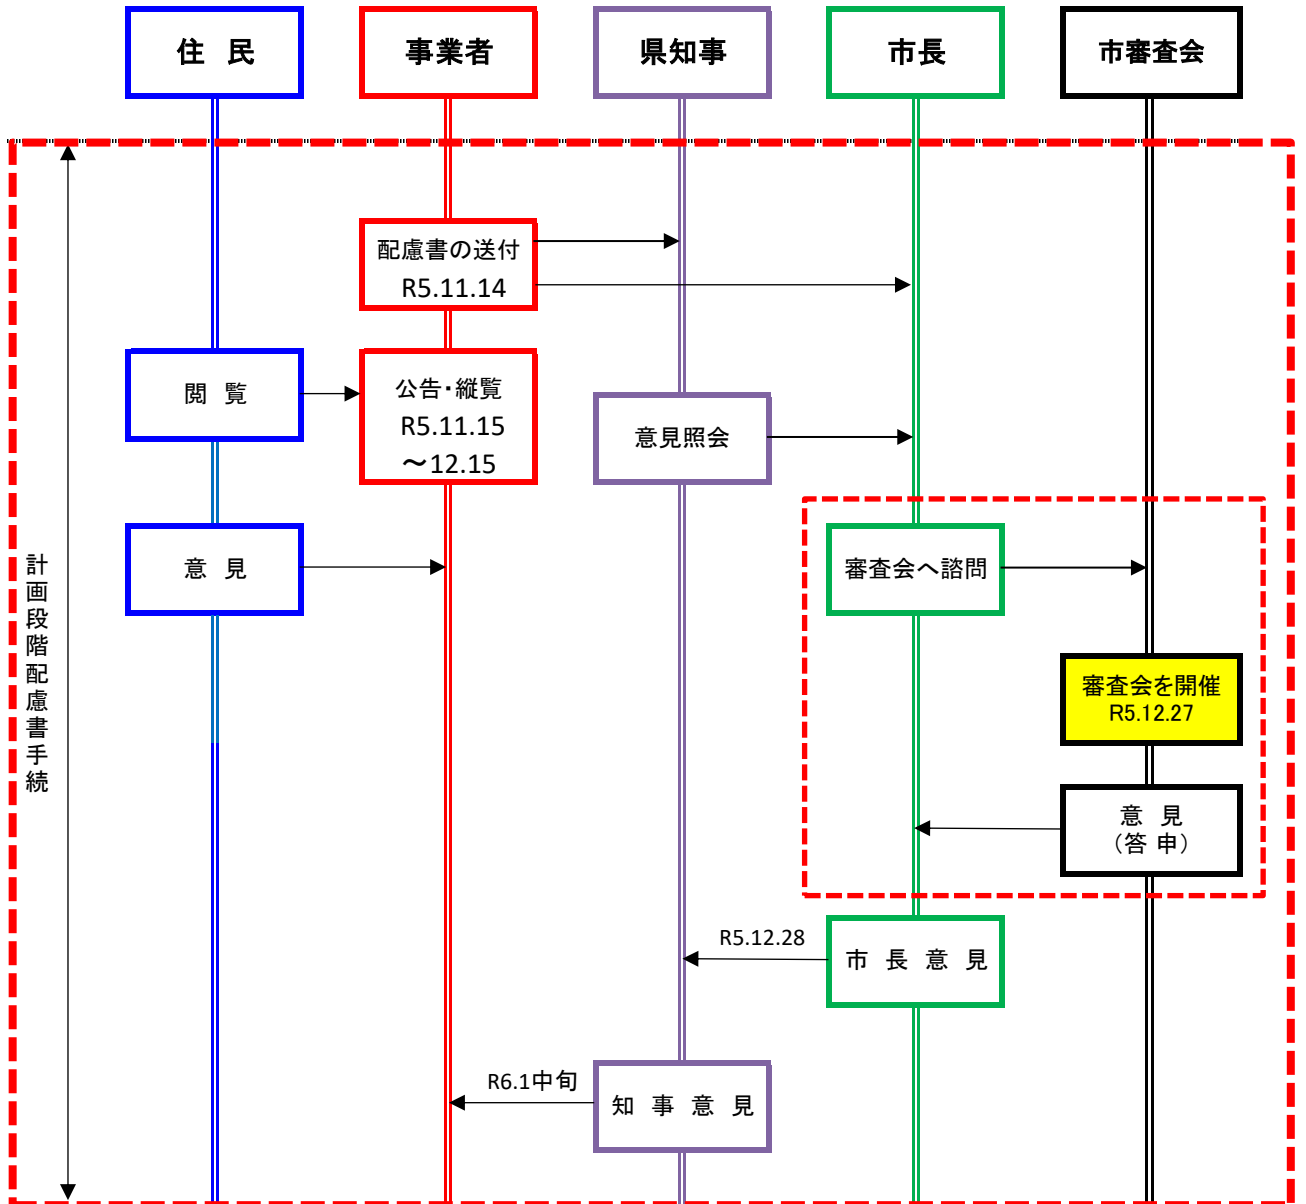 住 民
事業者
県知事
市長
市審査会
配慮書の送付
R5.11.14
閲 覧
公告・縦覧
R5.11.15
～12.15
意見照会
意 見
審査会へ諮問
計画段階配慮書手続
審査会を開催
R5.12.27
意 見
（答 申）
R5.12.28
市 長 意 見
R6.1中旬
知 事 意 見